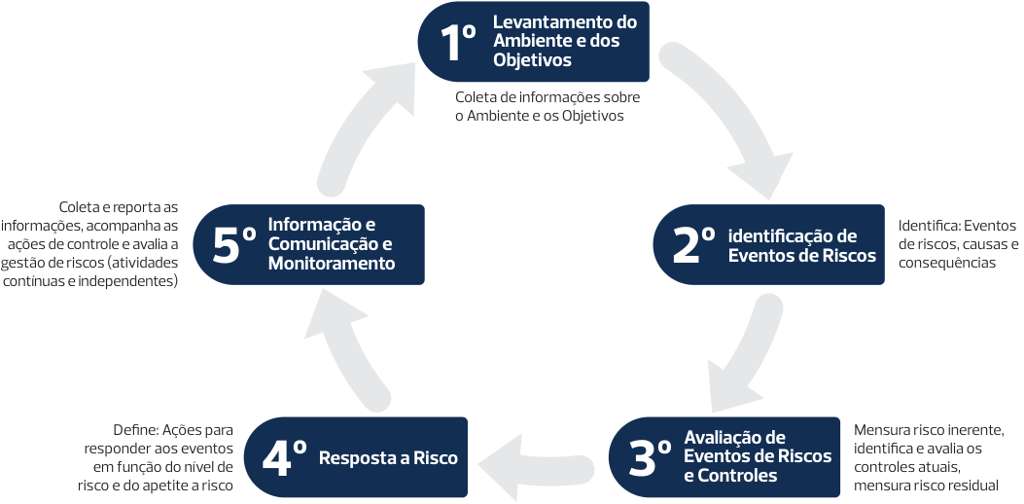 1º
Levantamento do
Ambiente e dos
Objetivos
Coleta de informações sobre
o Ambiente e os Objetivos
2º
identificação de
Eventos de Riscos
Identifica: Eventos
de riscos, causas e
consequências
3º
Avaliação de
Eventos de Riscos
e Controles
Mensura risco inerente,
identifica e avalia os
controles atuais,
mensura risco residual
4º
Resposta a Risco
Define: Ações para
responder aos eventos
em função do nível de
risco e do apetite a risco
5º
Informação e
Comunicação e
Monitoramento
Coleta e reporta as
informações, acompanha as
ações de controle e avalia a
gestão de riscos (atividades
contínuas e independentes)